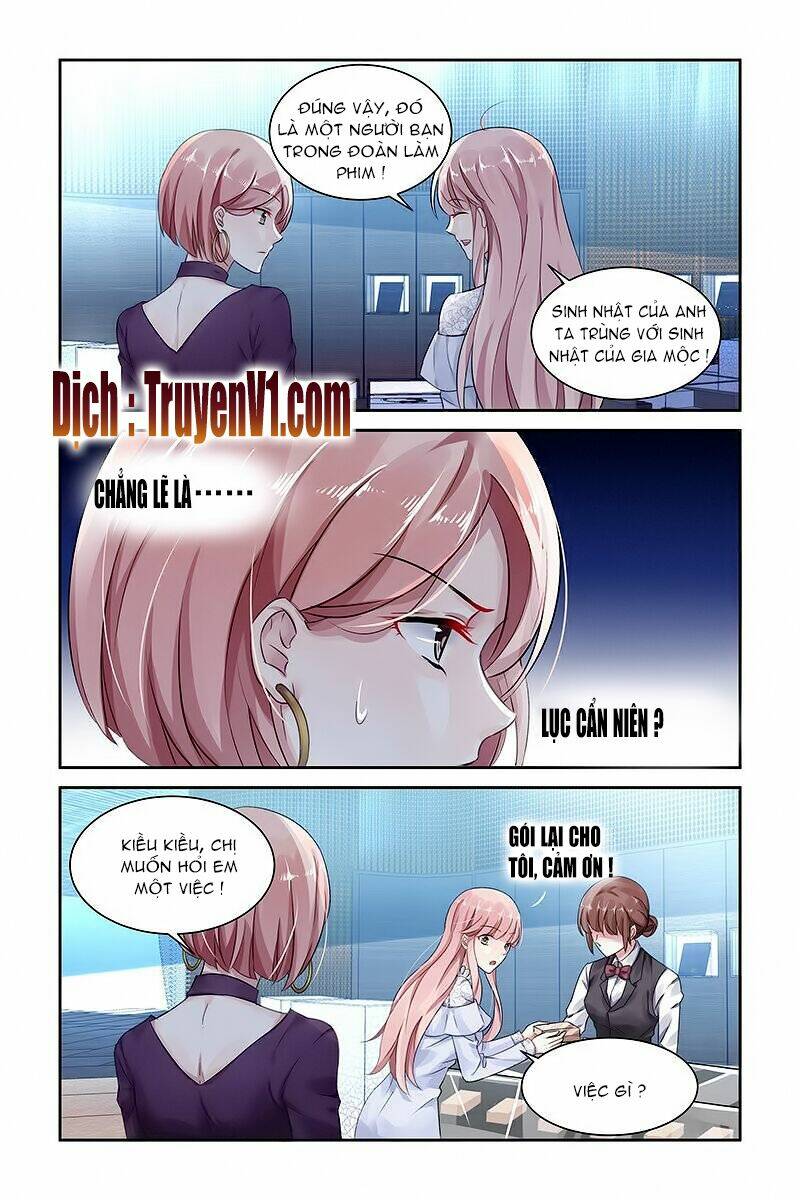 ĐÚNG VẬY, ĐÓ
LÀ MỘT NGƯỜI BẠN
TRONG ĐOÀN LÀM
PHIM !
SINH NHẬT CỦA ANH
TA TRÙNG VỚI SINH
NHẬT CỦA GIA MỘC !
Dịch : TruyenV1.com
CHẲNG LẼ LÀ ······
LỤC CẨN NIÊN ?
KIỀU KIỀU, CHỊ
MUỐN HỎI EM
MỘT VIỆC !
GÓI LẠI CHO
TÔI, CẢM ƠN !
VIỆC GÌ ?